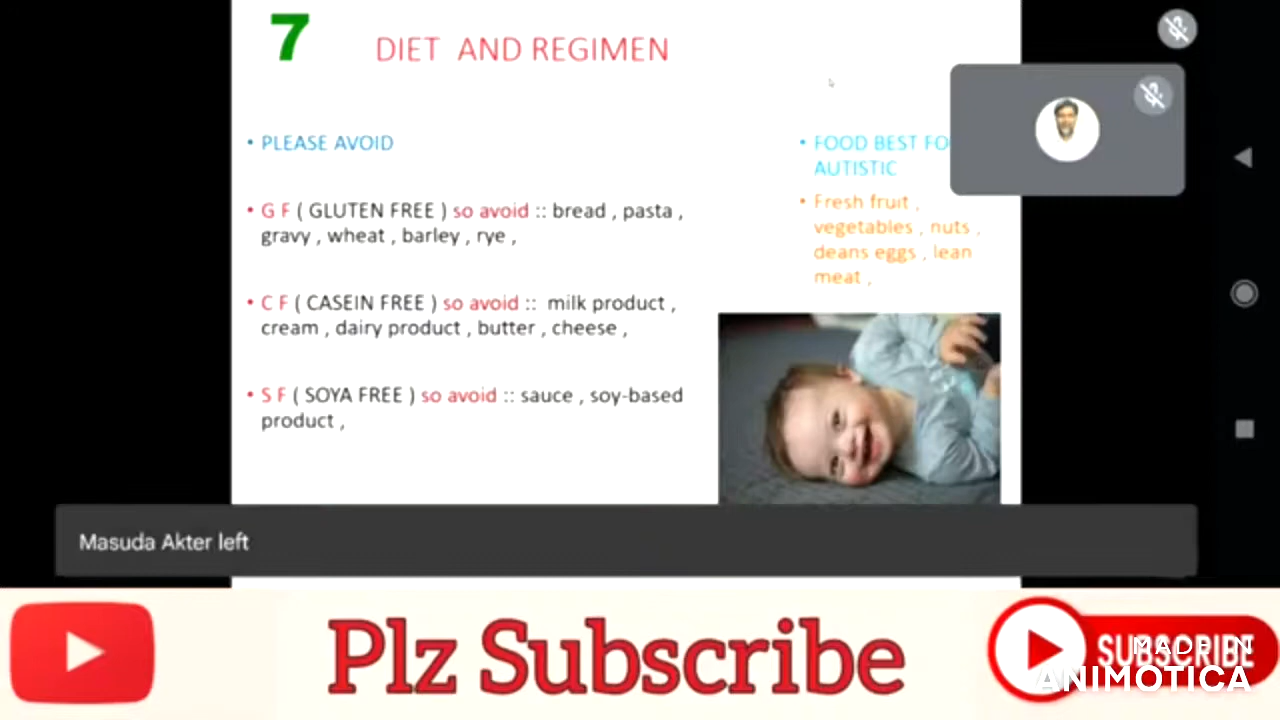 7
DIET AND REGIMEN
• PLEASE AVOID
• G F ( GLUTEN FREE ) so avoid :: bread , pasta ,
gravy , wheat , barley , rye ,
• C F ( CASEIN FREE ) so avoid :: milk product ,
cream , dairy product , butter , cheese ,
• S F ( SOYA FREE ) so avoid :: sauce , soy-based
product ,
• FOOD BEST FO
AUTISTIC
• Fresh fruit ,
vegetables , nuts ,
deans eggs , lean
meat ,
Masuda Akter left
Plz Subscribe
SUBSCRIBE
MADE IN
ANIMOTICA